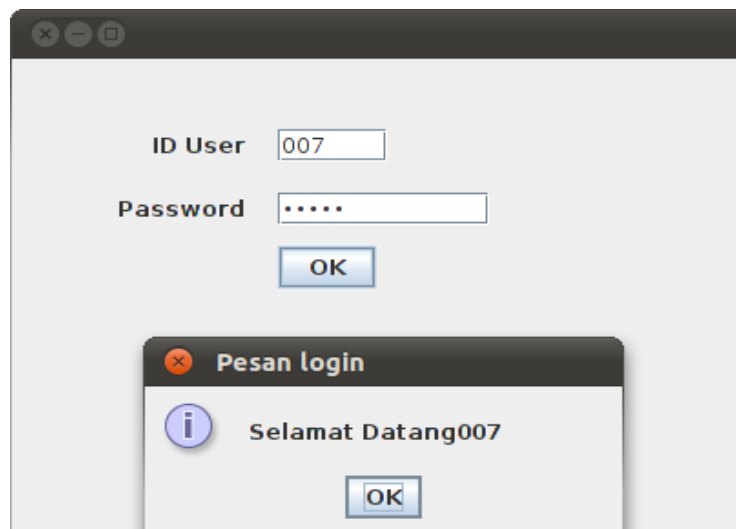 ID User 007
Password •••••
OK
Pesan login
Selamat Datang007
OK